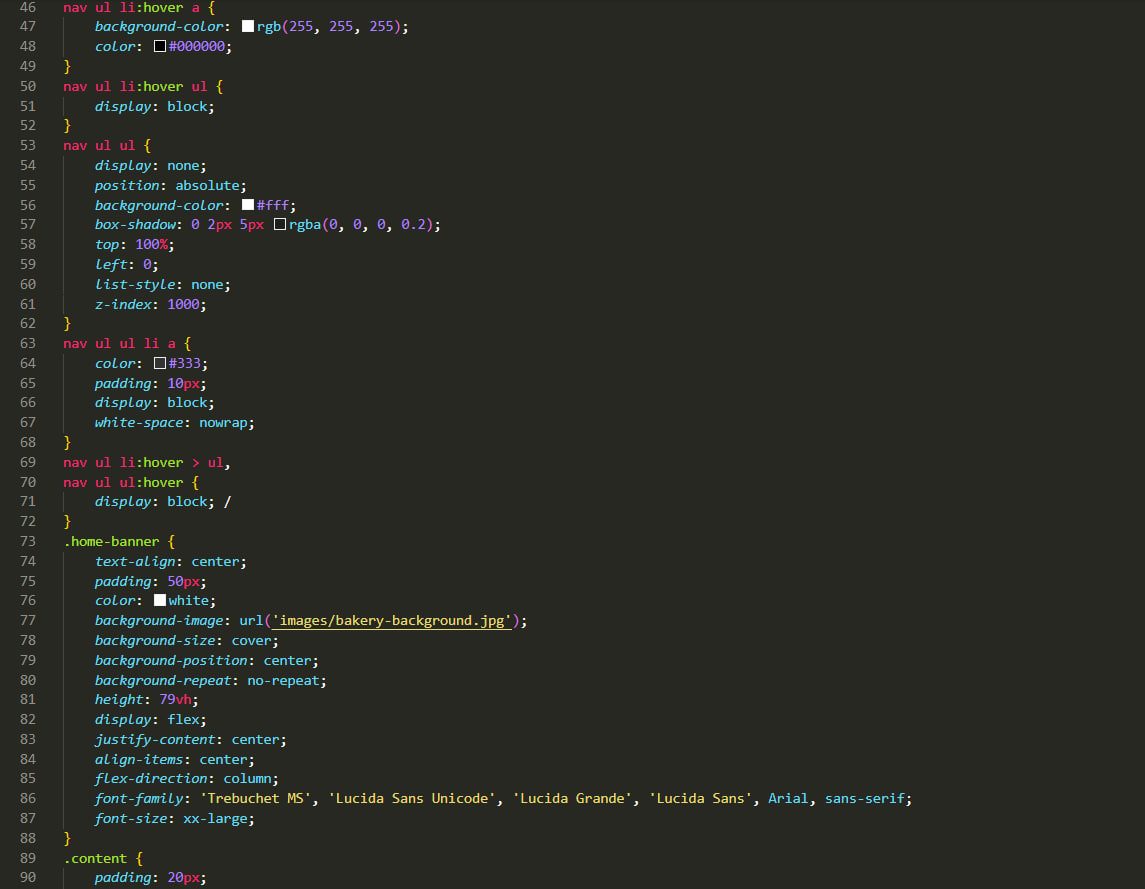 46 nav ul li:hover a {
47     background-color: rgb(255, 255, 255);
48     color: #000000;
49 }
50 nav ul li:hover ul {
51     display: block;
52 }
53 nav ul ul {
54     display: none;
55     position: absolute;
56     background-color: #fff;
57     box-shadow: 0 2px 5px rgba(0, 0, 0, 0.2);
58     top: 100%;
59     left: 0;
60     list-style: none;
61     z-index: 1000;
62 }
63 nav ul ul li a {
64     color: #333;
65     padding: 10px;
66     display: block;
67     white-space: nowrap;
68 }
69 nav ul li:hover > ul,
70 nav ul ul:hover {
71     display: block; /
72 }
73 .home-banner {
74     text-align: center;
75     padding: 50px;
76     color: white;
77     background-image: url('images/bakery-background.jpg');
78     background-size: cover;
79     background-position: center;
80     background-repeat: no-repeat;
81     height: 79vh;
82     display: flex;
83     justify-content: center;
84     align-items: center;
85     flex-direction: column;
86     font-family: 'Trebuchet MS', 'Lucida Sans Unicode', 'Lucida Grande', 'Lucida Sans', Arial, sans-serif;
87     font-size: xx-large;
88 }
89 .content {
90     padding: 20px;